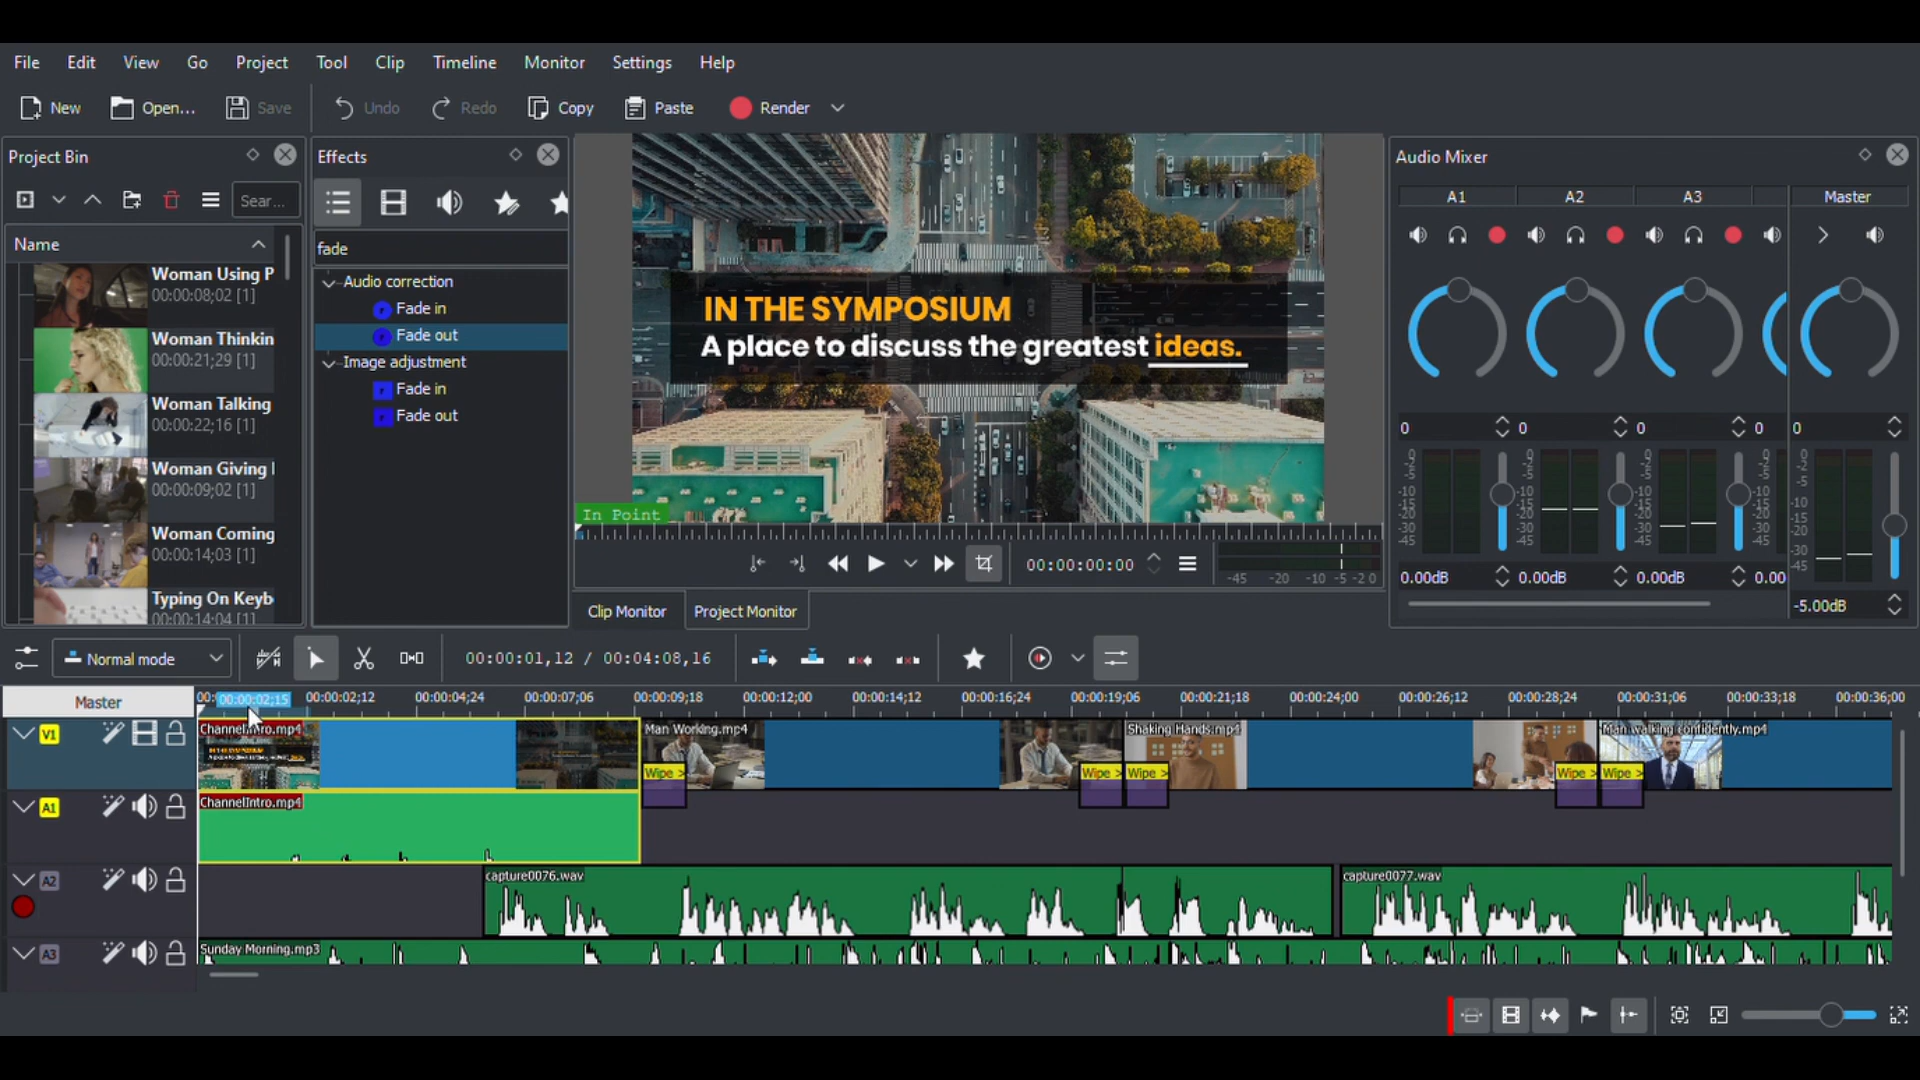 File Edit View Go Project Tool Clip Timeline Monitor Settings Help
New Open... Save Undo Redo Copy Paste Render
Project Bin
Sear...
Name
Woman Using P
00:00:08;02 [1]
Woman Thinkin
00:00:21;29 [1]
Woman Talking
00:00:22;16 [1]
Woman Giving
00:00:09;02 [1]
Woman Coming
00:00:14;03 [1]
Typing On Keyb
00:00:14:04 [1]
Effects
fade
Audio correction
Fade in
Fade out
Image adjustment
Fade in
Fade out
IN THE SYMPOSIUM
A place to discuss the greatest ideas.
In Point
00:00:00:00
-45 -20 -10 -5 -2 0
Clip Monitor Project Monitor
Audio Mixer
A1 A2 A3 Master
0 0 0 0 0
0.00dB 0.00dB 0.00dB 0.00
-5.00dB
Normal mode
00:00:01,12 / 00:04:08,16
Master
00:00:02;15 00:00:02;12 00:00:04;24 00:00:07;06 00:00:09;18 00:00:12;00 00:00:14;12 00:00:16;24 00:00:19;06 00:00:21;18 00:00:24;00 00:00:26;12 00:00:28;24 00:00:31;06 00:00:33;18 00:00:36;00
V1
ChannelIntro.mp4 Man Working.mp4 Shaking Hands.mp4 Man walking confidently.mp4
Wipe > Wipe > Wipe > Wipe > Wipe >
A1
ChannelIntro.mp4
A2
capture0076.wav capture0077.wav
A3
Sunday Morning.mp3